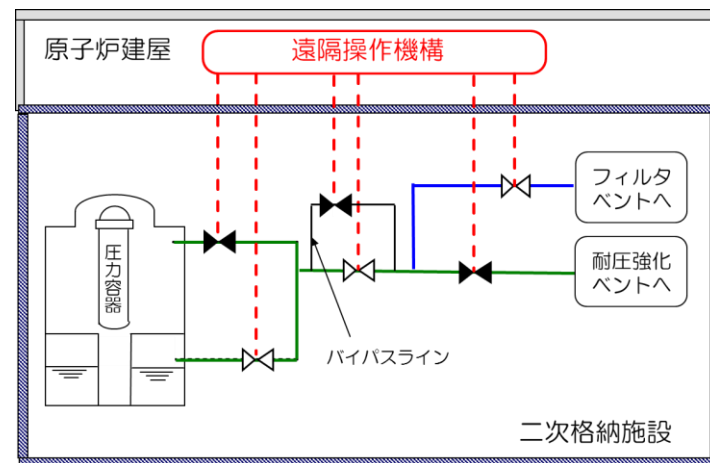 原子炉建屋
遠隔操作機構
フィルタ
ベントへ
圧力容器
耐圧強化
ベントへ
バイパスライン
二次格納施設